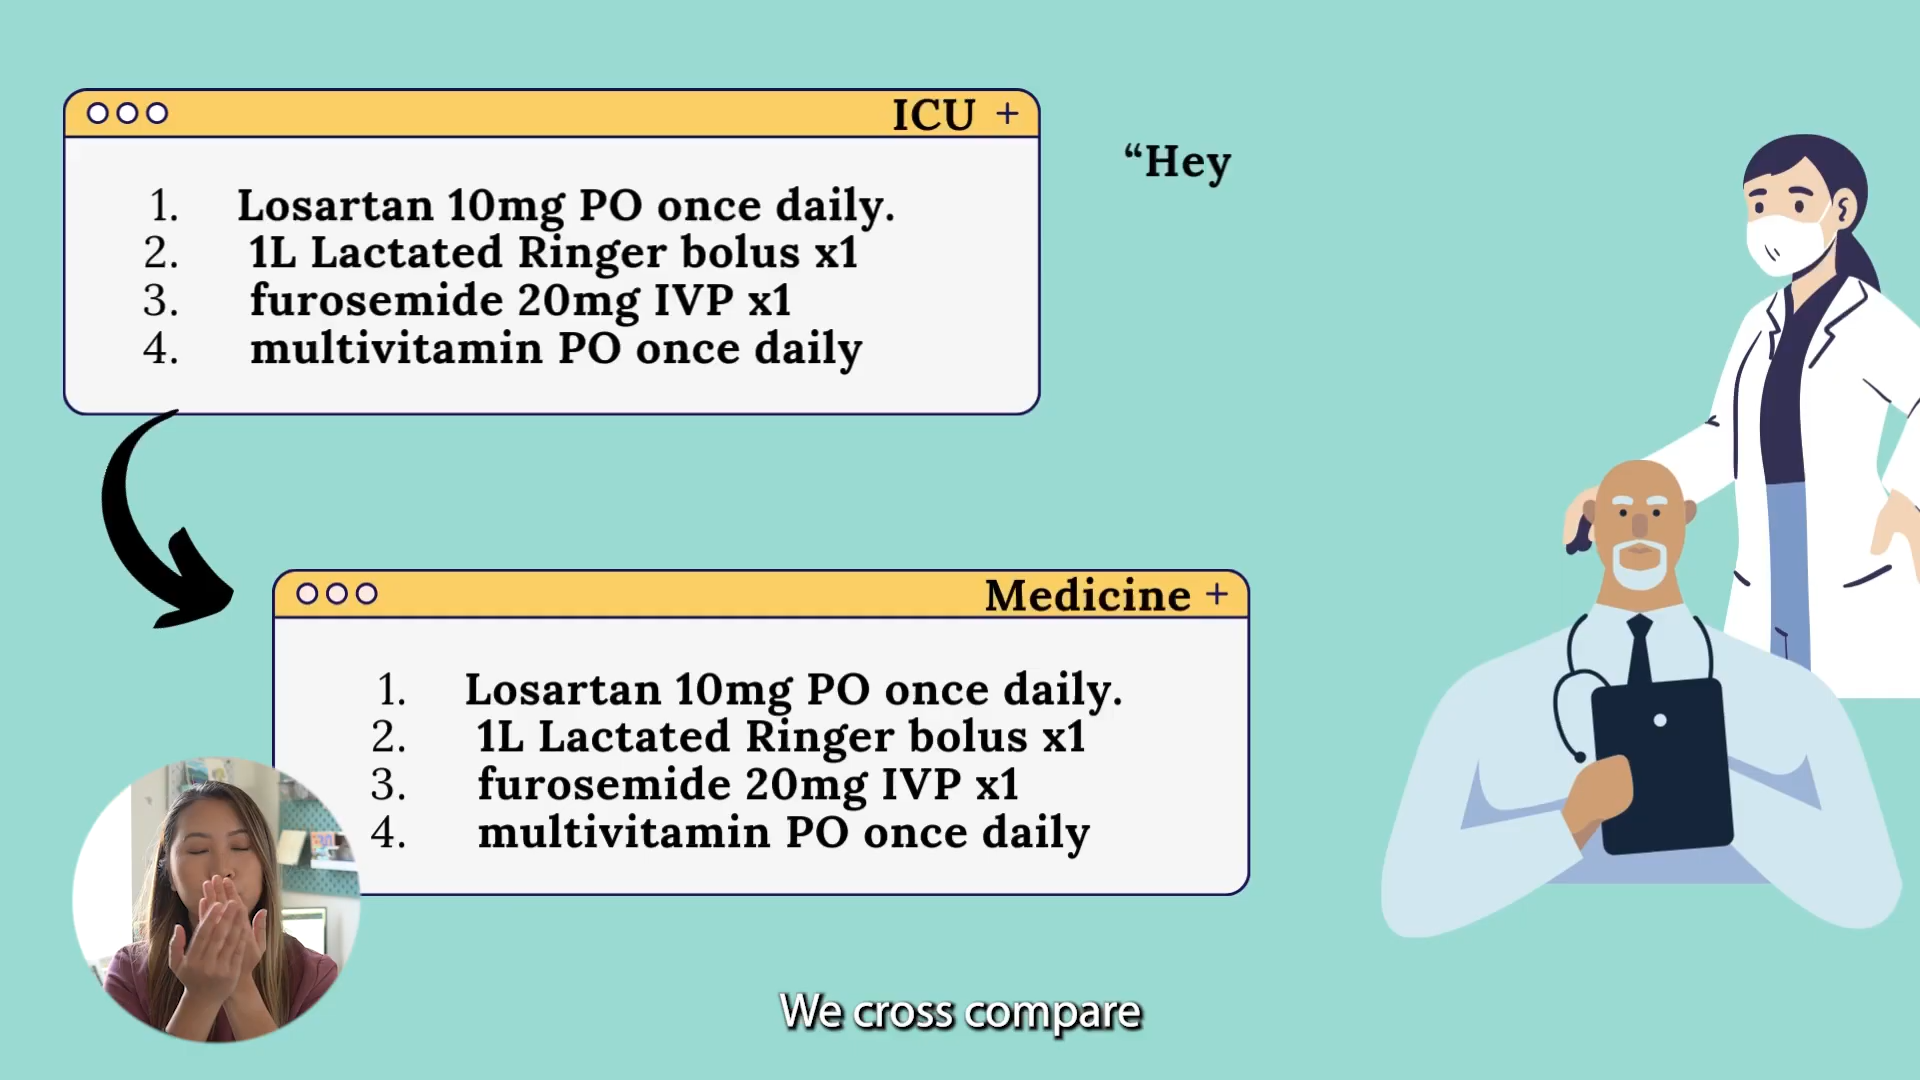 ICU +
1. Losartan 10mg PO once daily.
2. 1L Lactated Ringer bolus x1
3. furosemide 20mg IVP x1
4. multivitamin PO once daily
“Hey
Medicine +
1. Losartan 10mg PO once daily.
2. 1L Lactated Ringer bolus x1
3. furosemide 20mg IVP x1
4. multivitamin PO once daily
We cross compare